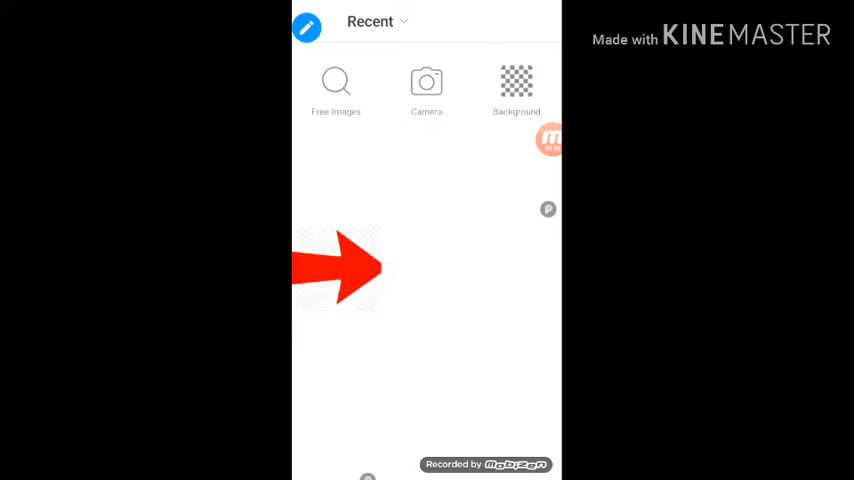 Recent
Made with KINEMASTER
Free Images
Camera
Background
Recorded by mobizen